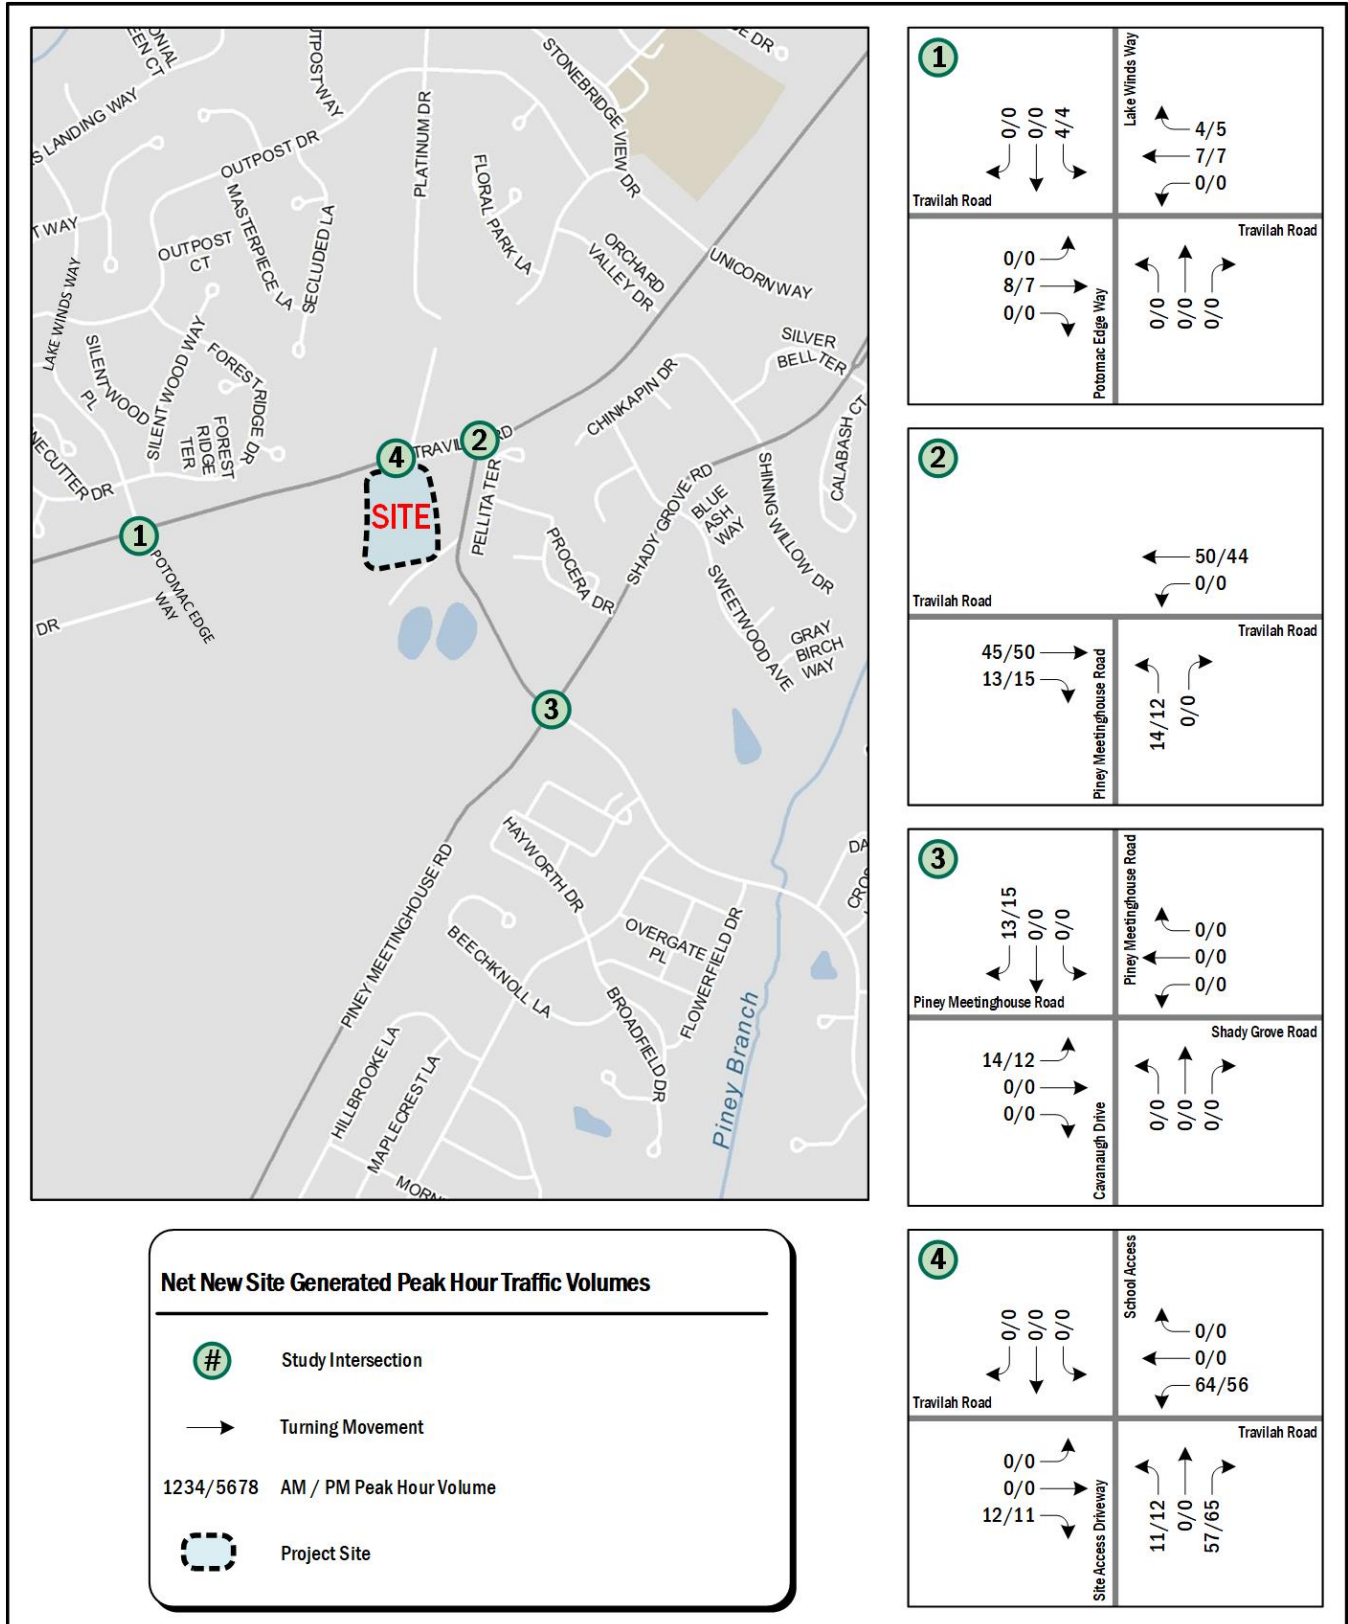 ONIAL
EEN CT
S LANDING WAY
UTPOST WAY
OUTPOST DR
PLATINUM DR
STONEBRIDGE VIEW DR
E DR
MASTERPIECE LA
SECLUDED LA
FLORAL PARK LA
T WAY
OUTPOST
CT
ORCHARD
VALLEY DR
UNICORN WAY
LAKE WINDS WAY
SILENT WOOD
PL
SILENT WOOD WAY
FOREST RIDGE DR
FOREST
RIDGE
TER
SILVER
BELL TER
CHINKAPIN DR
CALABASH CT
NECUTTER DR
4
TRAVIL
RD
2
SITE
PELLITA TER
SHADY GROVE RD
BLUE
ASH
WAY
SHINING WILLOW DR
1
POTOMAC EDGE
WAY
DR
PROCERA DR
SWEETWOOD AVE
GRAY
BIRCH
WAY
3
HAYWORTH DR
PINEY MEETINGHOUSE RD
BEECHKNOLL LA
OVERGATE
PL
FLOWERFIELD DR
BROADFIELD DR
DA
CROS
HILLBROOKE LA
MAPLECREST LA
MORN
Piney Branch
1
Lake Winds Way
0/0
0/0
4/4
4/5
7/7
0/0
Travilah Road
Travilah Road
0/0
8/7
0/0
Potomac Edge Way
0/0
0/0
0/0
2
50/44
0/0
Travilah Road
Travilah Road
45/50
13/15
Piney Meetinghouse Road
14/12
0/0
3
Piney Meetinghouse Road
13/15
0/0
0/0
0/0
0/0
0/0
Piney Meetinghouse Road
Shady Grove Road
14/12
0/0
0/0
Cavanaugh Drive
0/0
0/0
0/0
4
School Access
0/0
0/0
0/0
0/0
0/0
64/56
Travilah Road
Travilah Road
0/0
0/0
12/11
Site Access Driveway
11/12
0/0
57/65
Net New Site Generated Peak Hour Traffic Volumes
# Study Intersection
Turning Movement
1234/5678 AM / PM Peak Hour Volume
Project Site